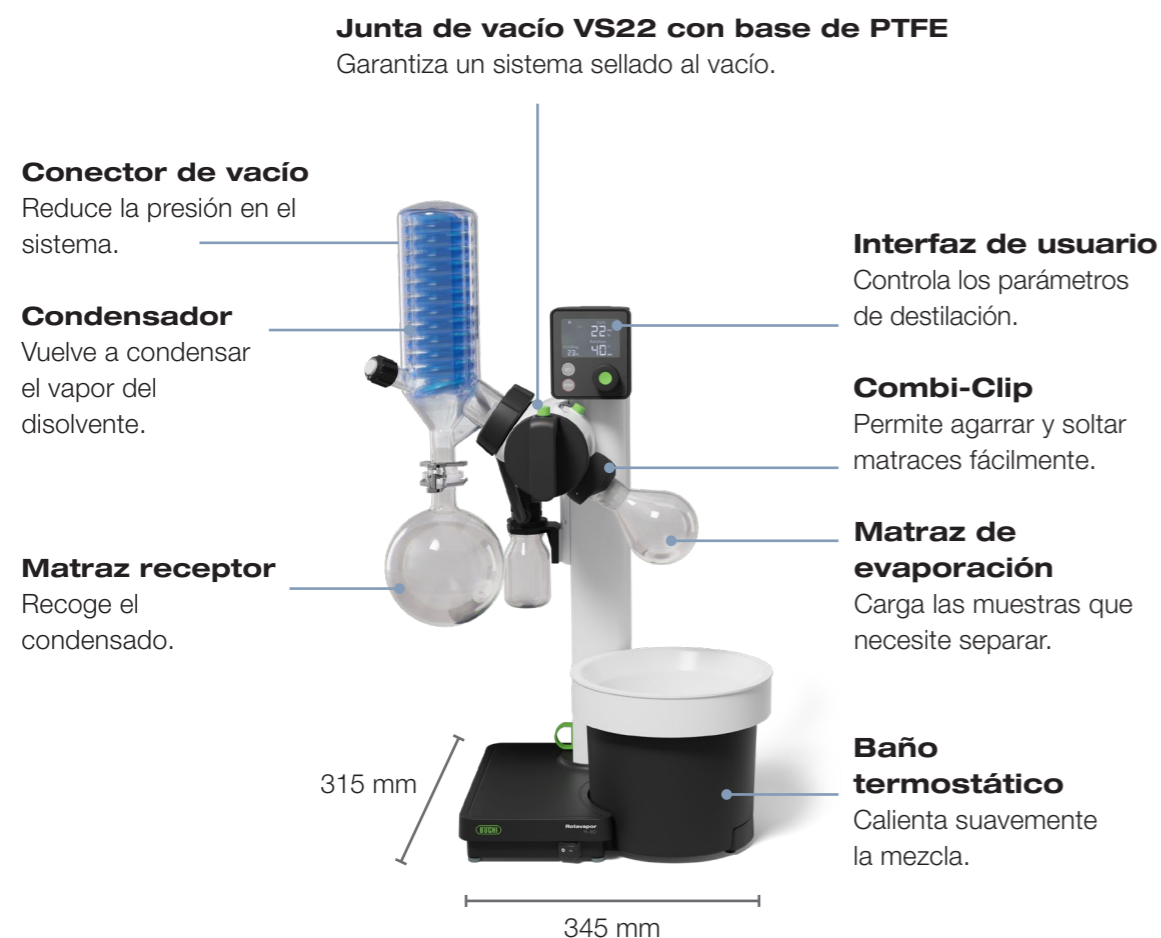 Junta de vacío VS22 con base de PTFE
Garantiza un sistema sellado al vacío.
Conector de vacío
Reduce la presión en el
sistema.
Condensador
Vuelve a condensar
el vapor del
disolvente.
Matraz receptor
Recoge el
condensado.
Interfaz de usuario
Controla los parámetros
de destilación.
Combi-Clip
Permite agarrar y soltar
matraces fácilmente.
Matraz de
evaporación
Carga las muestras que
necesite separar.
Baño
termostático
Calienta suavemente
la mezcla.
22
40
315 mm
BUCHI
Rotavapor
345 mm